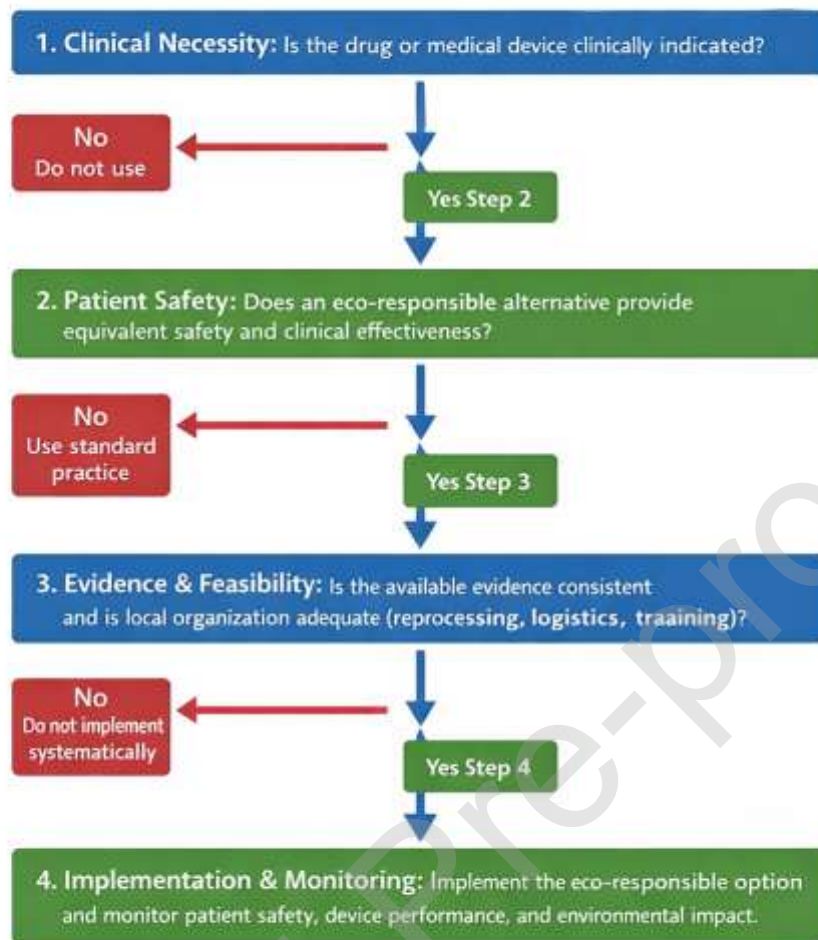 1. Clinical Necessity: Is the drug or medical device clinically indicated?
No
Do not use
Yes Step 2
2. Patient Safety: Does an eco-responsible alternative provide
equivalent safety and clinical effectiveness?
No
Use standard
practice
Yes Step 3
3. Evidence & Feasibility: Is the available evidence consistent
and is local organization adequate (reprocessing, logistics, traaining)?
No
Do not implement
systematically
Yes Step 4
4. Implementation & Monitoring: Implement the eco-responsible option
and monitor patient safety, device performance, and environmental impact.
Pre-pro